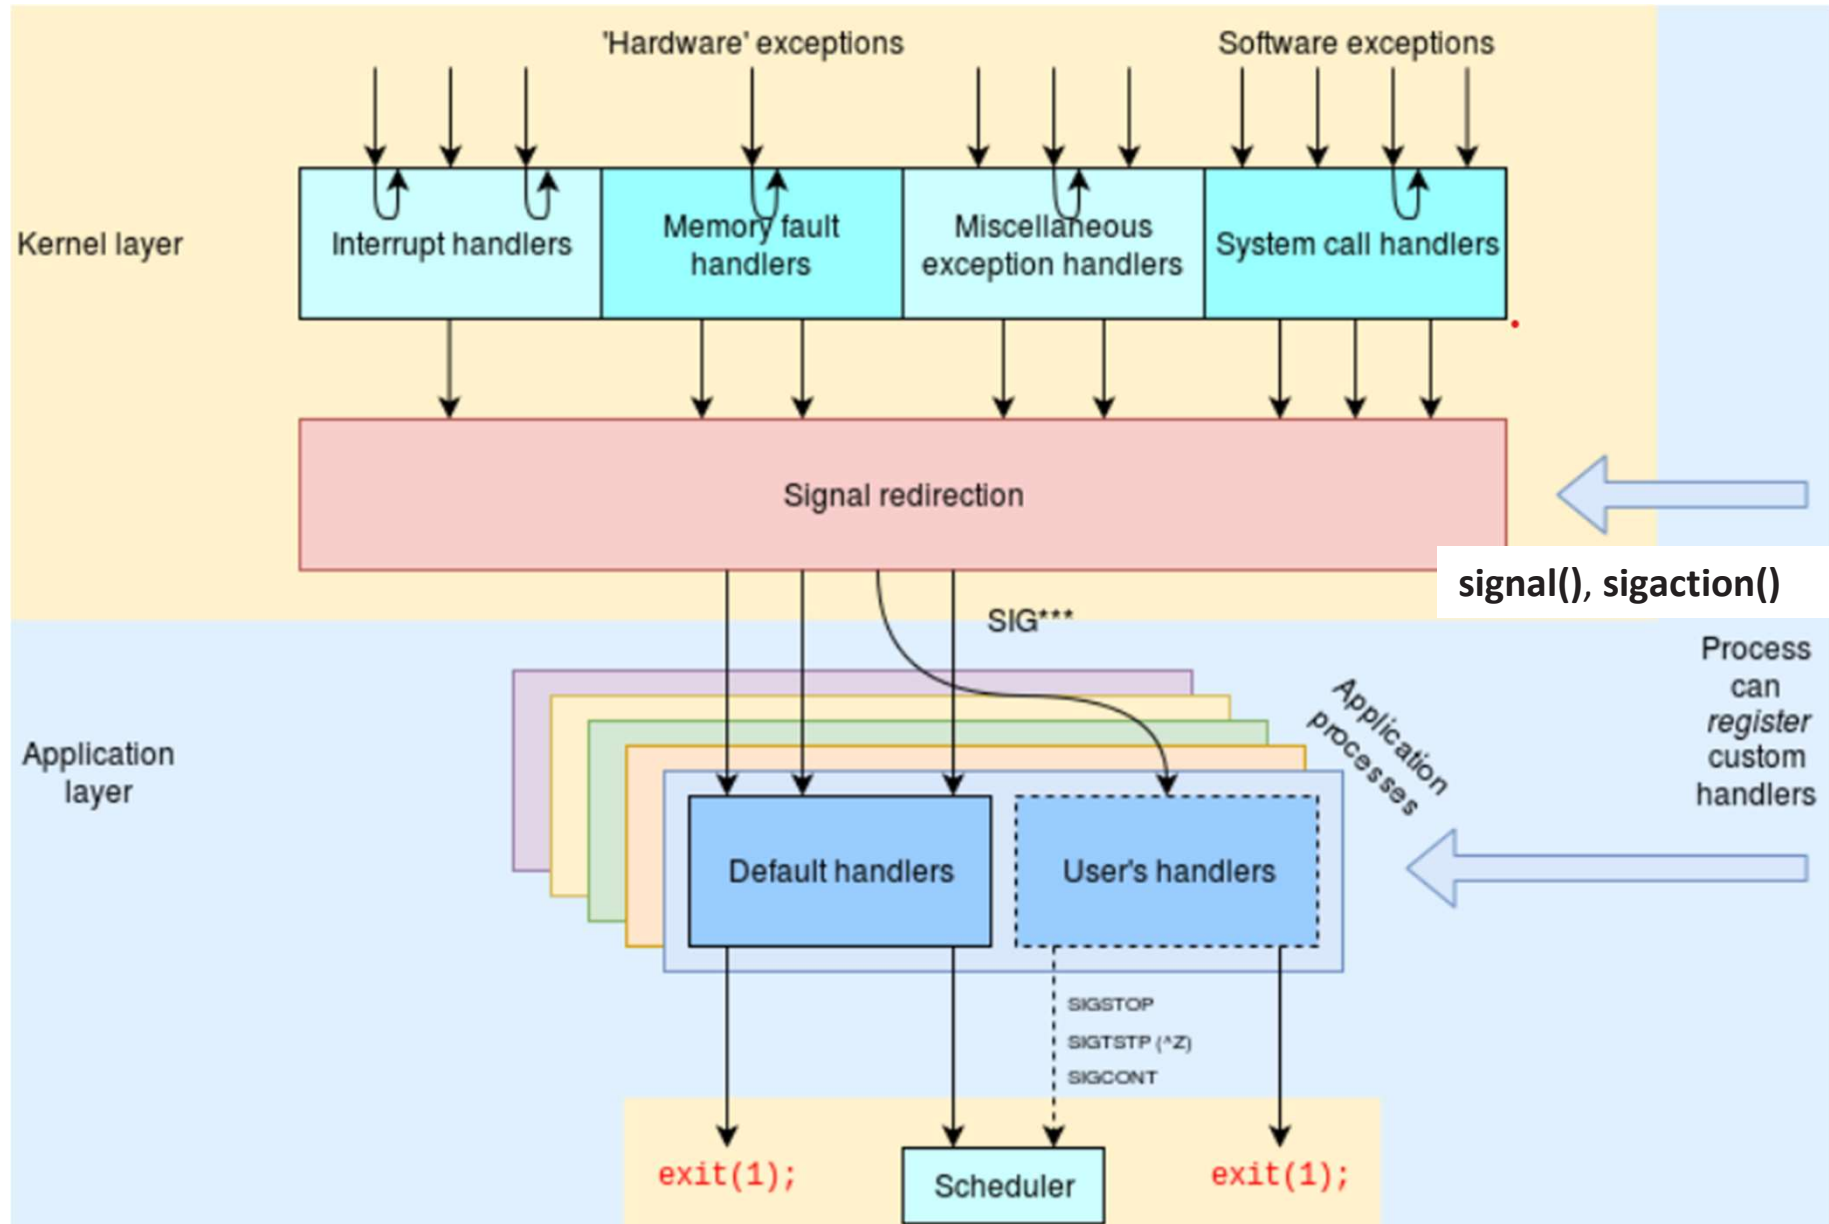 'Hardware' exceptions
Software exceptions
Kernel layer
Interrupt handlers
Memory fault
handlers
Miscellaneous
exception handlers
System call handlers
Signal redirection
signal(), sigaction()
SIG***
Process
can
register
custom
handlers
Application
processes
Application
layer
Default handlers
User's handlers
SIGSTOP
SIGTSTP (^Z)
SIGCONT
exit(1);
Scheduler
exit(1);